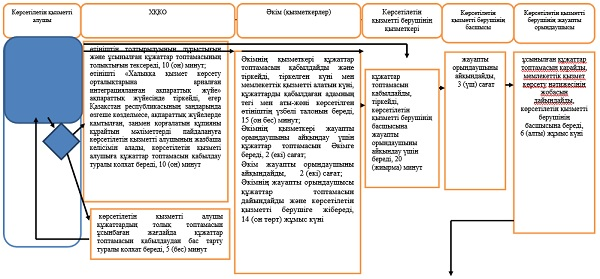 Көрсетілетін қызметті
алушы
ХҚКО
Әкім (қызметкерлер)
Көрсетілетін
қызметті берушінің
қызметкері
Көрсетілетін
қызметті берушінің
басшысы
Көрсетілетін қызметті
берушінің жауапты
орындаушысы
өтініштің толтырылуының дұрыстығын
және ұсынылған құжаттар топтамасының
толықтығын тексереді, 10 (он) минут;
өтінішті «Халыққа қызмет көрсету
орталықтарына арналған
интеграцияланған ақпараттық жүйе»
ақпараттық жүйесінде тіркейді, егер
Қазақстан республикасының заңдарында
өзгеше көзделмесе, ақпараттық жүйелерде
қамтылған, заңмен қорғалатын құпияны
құрайтын мәліметтерді пайдалануға
көрсетілетін қызметті алушының жазбаша
келісімін алады, көрсетілетін қызметті
алушыға құжаттар топтамасын қабылдау
туралы қолхат береді, 10 (он) минут
көрсетілетін қызметті алушы
құжаттардың толық топтамасын
ұсынбаған жағдайда құжаттар
топтамасын қабылдаудан бас тарту
туралы қолхат береді, 5 (бес) минут
Әкімнің қызметкері құжаттар
топтамасын қабылдайды және
тіркейді, тіркелген күні мен
мемлекеттік қызметті алатын күні,
құжаттарды қабылдаған адамның
тегі мен аты-жөні көрсетілген
өтініштің үзбелі талонын береді,
15 (он бес) минут;
Әкімнің қызметкері жауапты
орындаушыны айқындау үшін
құжаттар топтамасын Әкімге
береді, 2 (екі) сағат;
Әкім жауапты орындаушыны
айқындайды, 2 (екі) сағат;
Әкімнің жауапты орындаушысы
құжаттар топтамасын
дайындайды және көрсетілетін
қызметті берушіге жібереді,
14 (он төрт) жұмыс күні
құжаттар
топтамасын
қабылдайды,
тіркейді,
көрсетілетін
қызметті
берушінің
басшысына
жауапты
орындаушыны
айқындау үшін
береді, 20
(жиырма) минут
жауапты
орындаушыны
айқындайды,
3 (үш) сағат
ұсынылған құжаттар
топтамасын қарайды,
мемлекеттік қызмет
көрсету нәтижесінің
жобасын
дайындайды,
көрсетілетін қызметті
берушінің
басшысына береді,
6 (алты) жұмыс күні